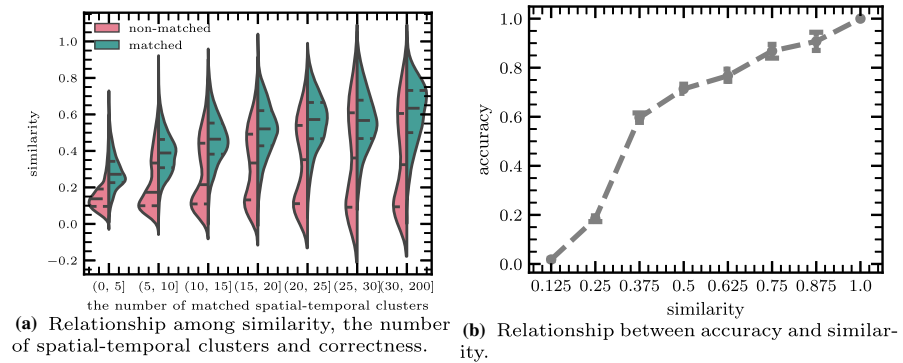 non-matched
matched
1.0
0.8
0.6
0.4
0.2
0.0
−0.2
similarity
(0, 5] (5, 10] (10, 15] (15, 20] (20, 25] (25, 30] (30, 200]
the number of matched spatial-temporal clusters
(a) Relationship among similarity, the number
of spatial-temporal clusters and correctness.
1.0
0.8
0.6
0.4
0.2
0.0
accuracy
0.125 0.25 0.375 0.5 0.625 0.75 0.875 1.0
similarity
(b) Relationship between accuracy and similar-
ity.